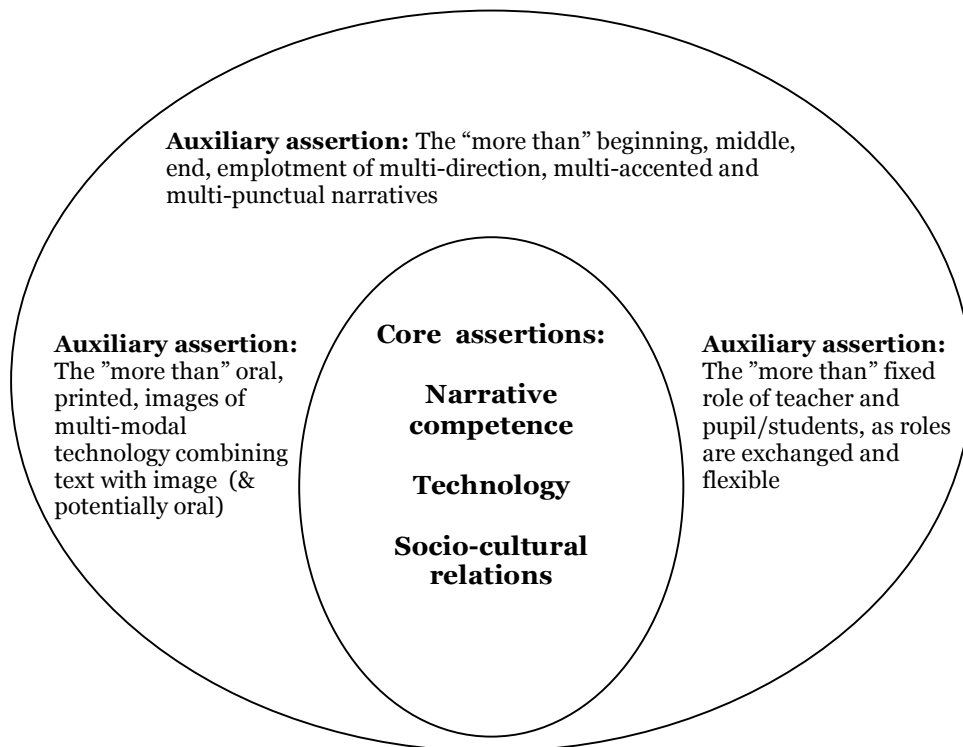 Auxiliary assertion: The “more than” beginning, middle,
end, emplotment of multi-direction, multi-accented and
multi-punctual narratives
Auxiliary assertion:
The ”more than” oral,
printed, images of
multi-modal
technology combining
text with image (&
potentially oral)
Core assertions:
Narrative
competence
Technology
Socio-cultural
relations
Auxiliary assertion:
The ”more than” fixed
role of teacher and
pupil/students, as roles
are exchanged and
flexible